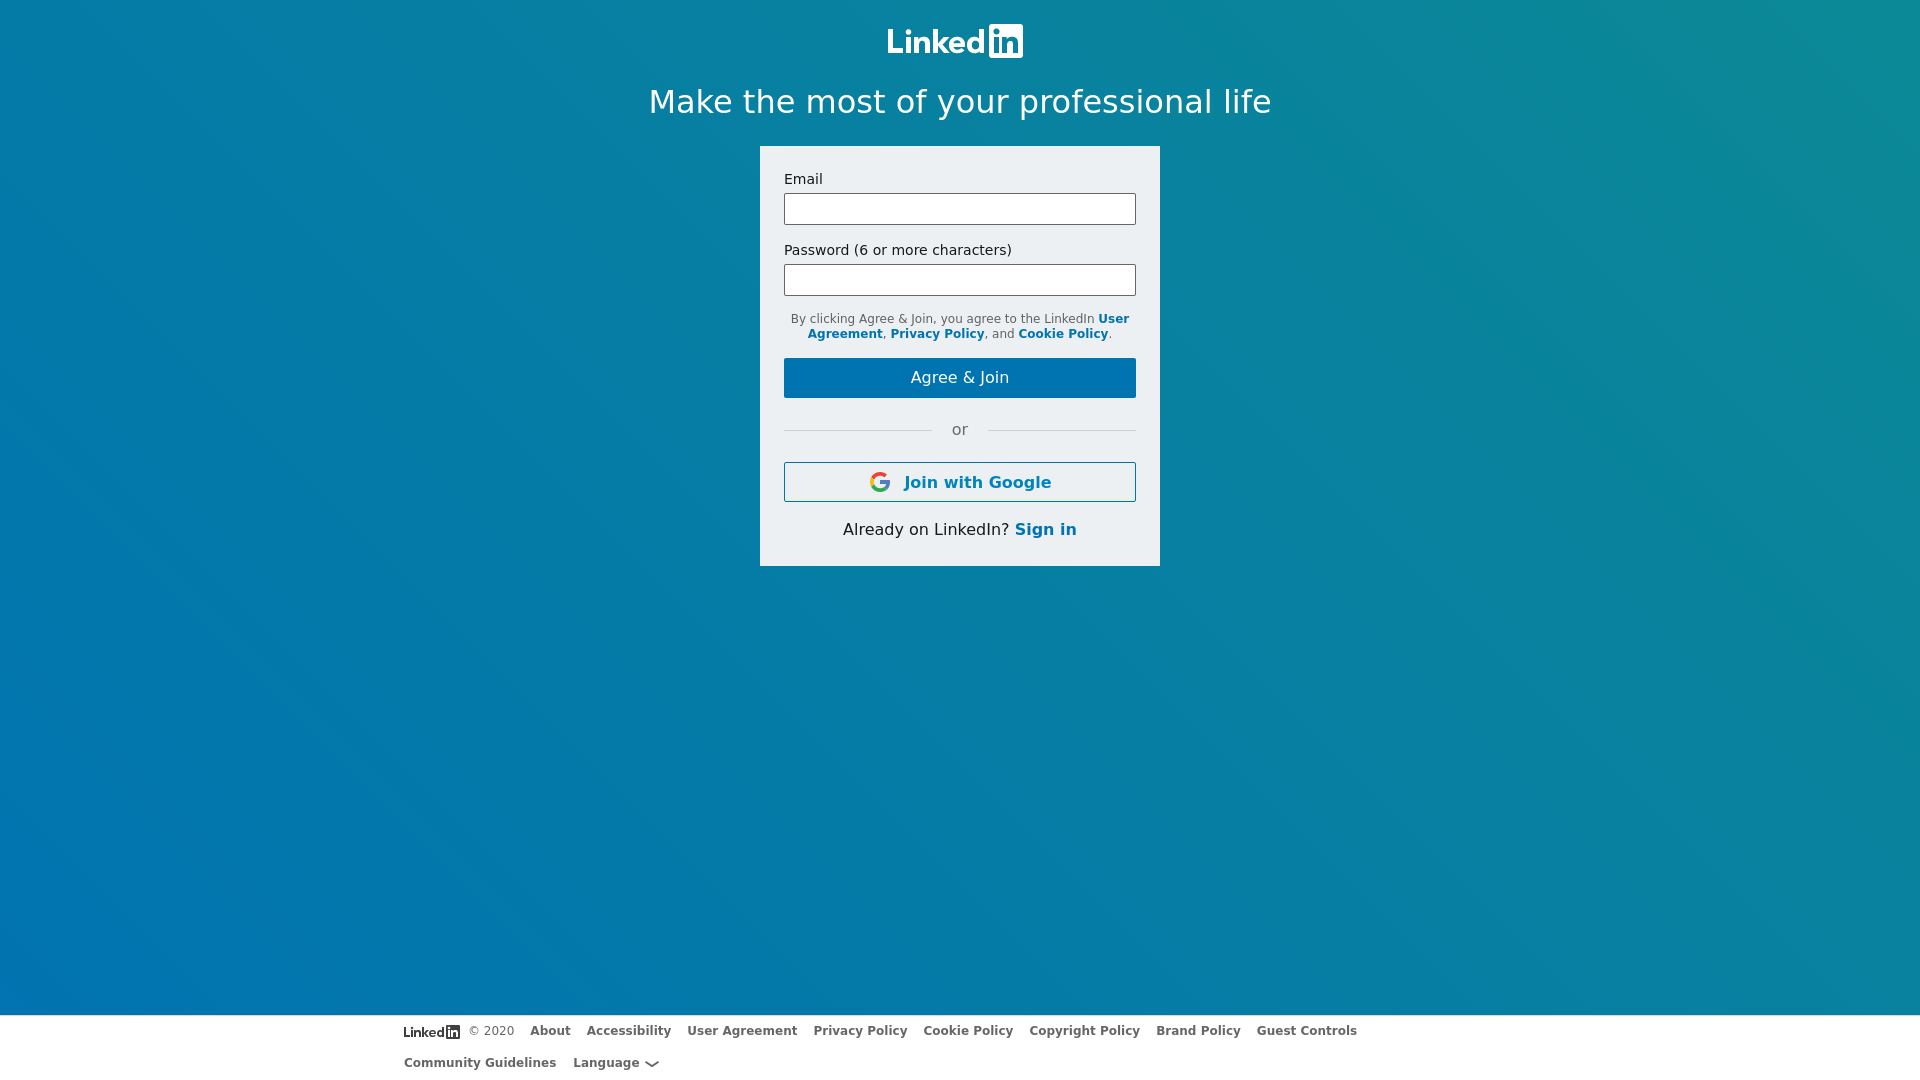 LinkedIn
Make the most of your professional life
Email
Password (6 or more characters)
By clicking Agree & Join, you agree to the LinkedIn User
Agreement, Privacy Policy, and Cookie Policy.
Agree & Join
or
Join with Google
Already on LinkedIn? Sign in
LinkedIn © 2020 About Accessibility User Agreement Privacy Policy Cookie Policy Copyright Policy Brand Policy Guest Controls
Community Guidelines Language